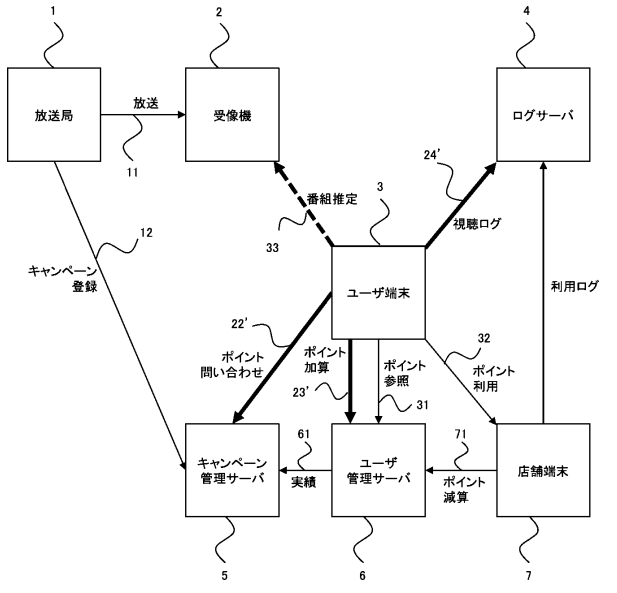 1
2
4
放送局
放送
11
受像機
ログサーバ
24'
視聴ログ
番組推定
33
3
ユーザ端末
12
キャンペーン
登録
利用ログ
22'
ポイント
問い合わせ
ポイント
加算
23'
ポイント
参照
31
32
ポイント
利用
キャンペーン
管理サーバ
61
実績
ユーザ
管理サーバ
71
ポイント
減算
店舗端末
5
6
7